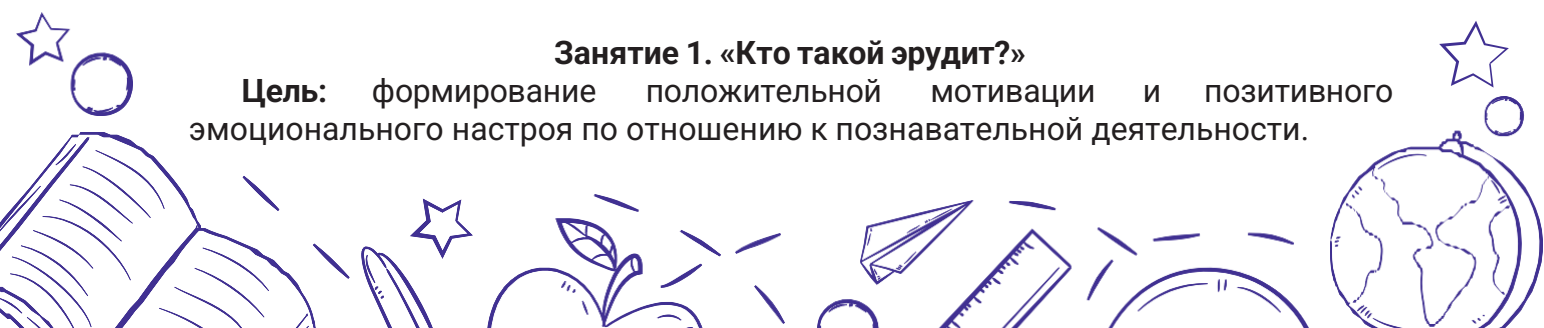 Занятие 1. «Кто такой эрудит?»
Цель: формирование положительной мотивации и позитивного
эмоционального настроя по отношению к познавательной деятельности.